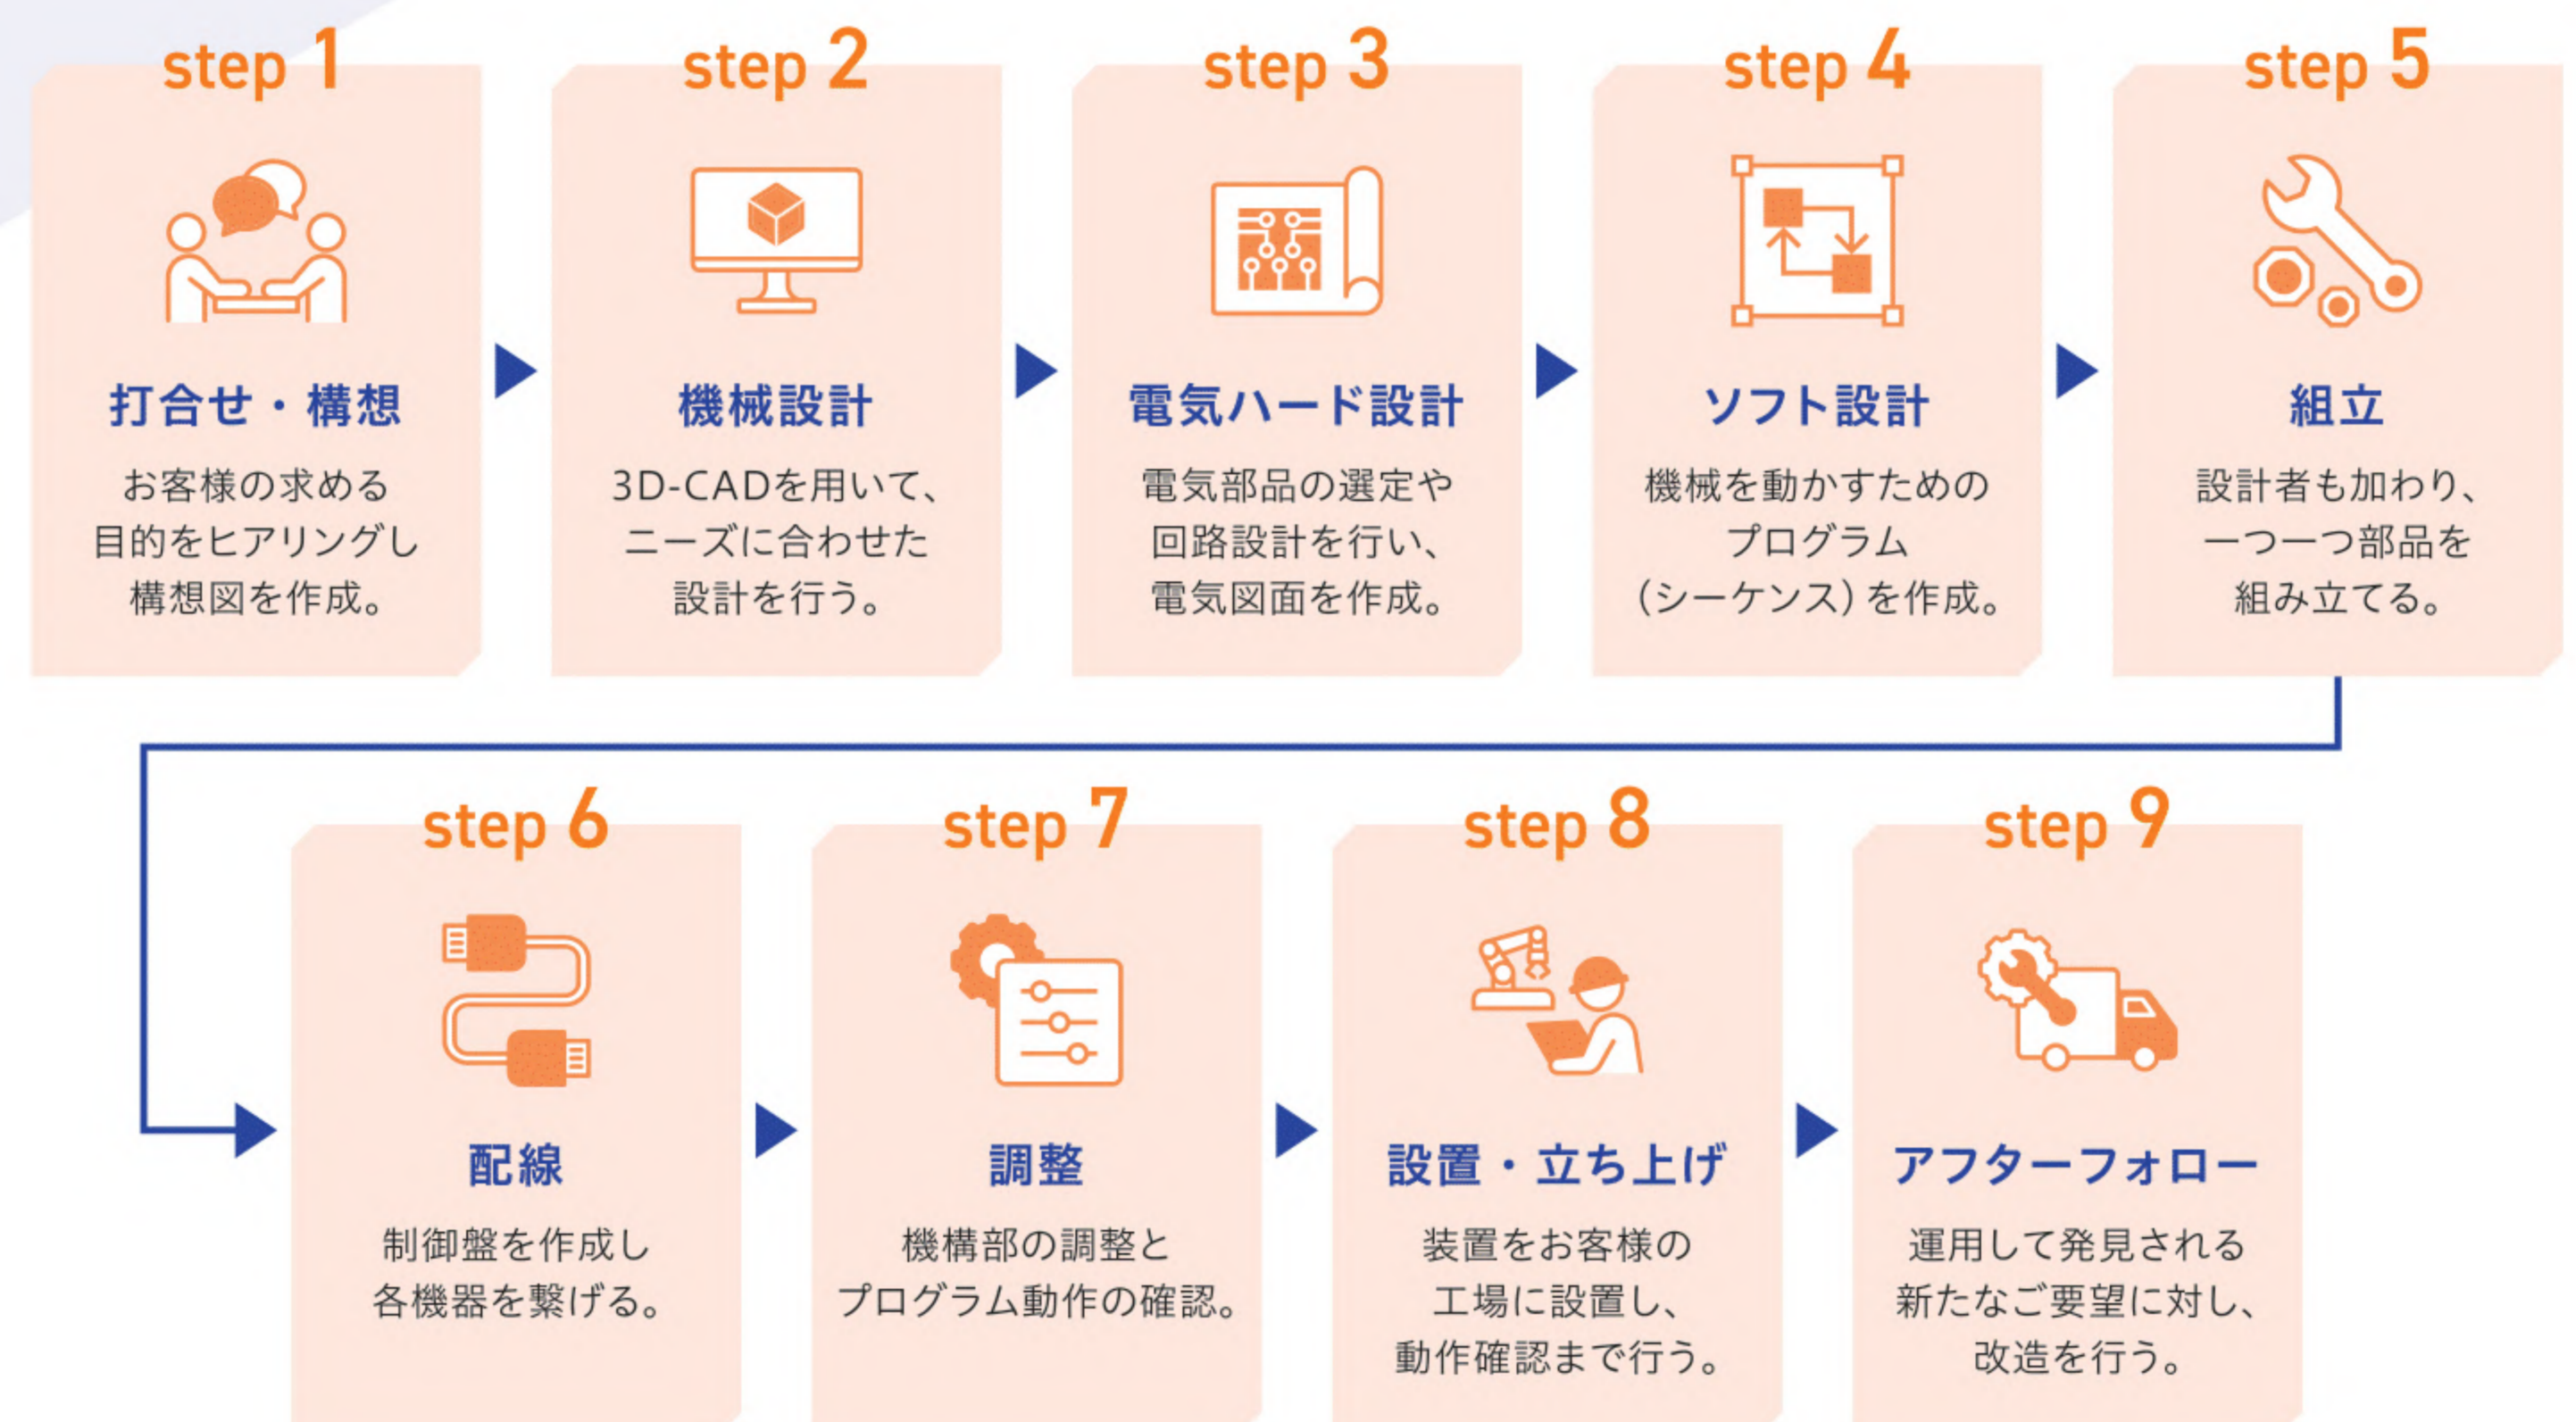 step 1
打合せ・構想
お客様の求める
目的をヒアリングし
構想図を作成。
step 2
機械設計
3D-CADを用いて、
ニーズに合わせた
設計を行う。
step 3
電気ハード設計
電気部品の選定や
回路設計を行い、
電気図面を作成。
step 4
ソフト設計
機械を動かすための
プログラム
(シーケンス)を作成。
step 5
組立
設計者も加わり、
一つ一つ部品を
組み立てる。
step 6
配線
制御盤を作成し
各機器を繋げる。
step 7
調整
機構部の調整と
プログラム動作の確認。
step 8
設置・立ち上げ
装置をお客様の
工場に設置し、
動作確認まで行う。
step 9
アフターフォロー
運用して発見される
新たなご要望に対し、
改造を行う。